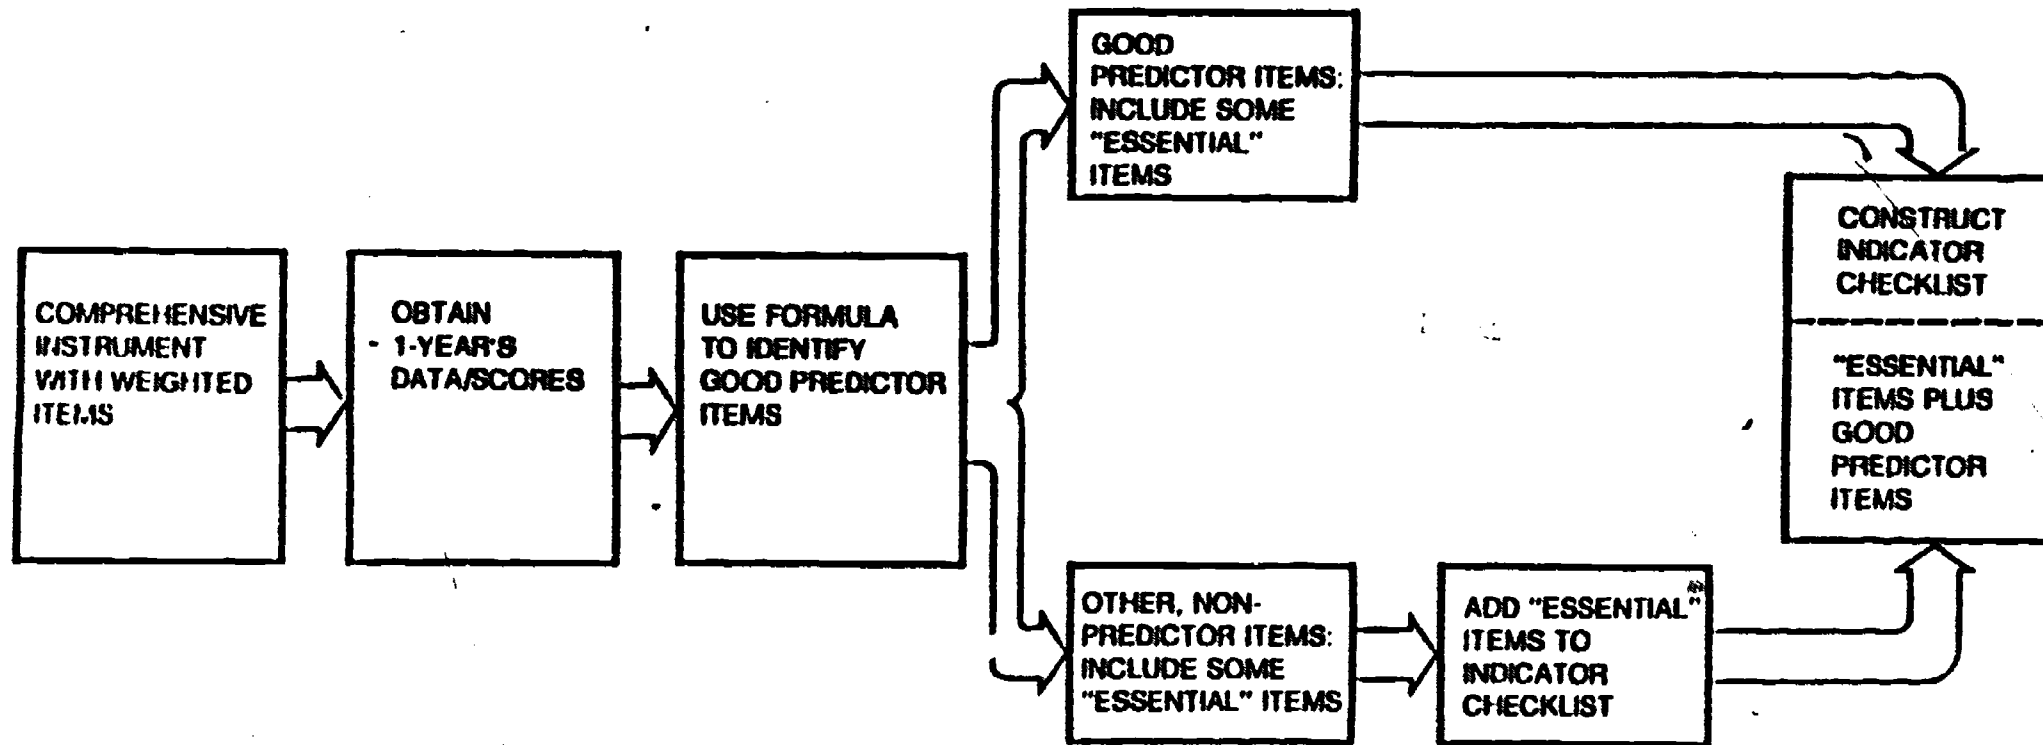 COMPREHENSIVE
INSTRUMENT
WITH WEIGHTED
ITEMS
OBTAIN
1-YEAR'S
DATA/SCORES
USE FORMULA
TO IDENTIFY
GOOD PREDICTOR
ITEMS
GOOD
PREDICTOR ITEMS:
INCLUDE SOME
"ESSENTIAL"
ITEMS
OTHER, NON-
PREDICTOR ITEMS:
INCLUDE SOME
"ESSENTIAL" ITEMS
ADD "ESSENTIAL"
ITEMS TO
INDICATOR
CHECKLIST
CONSTRUCT
INDICATOR
CHECKLIST
"ESSENTIAL"
ITEMS PLUS
GOOD
PREDICTOR
ITEMS